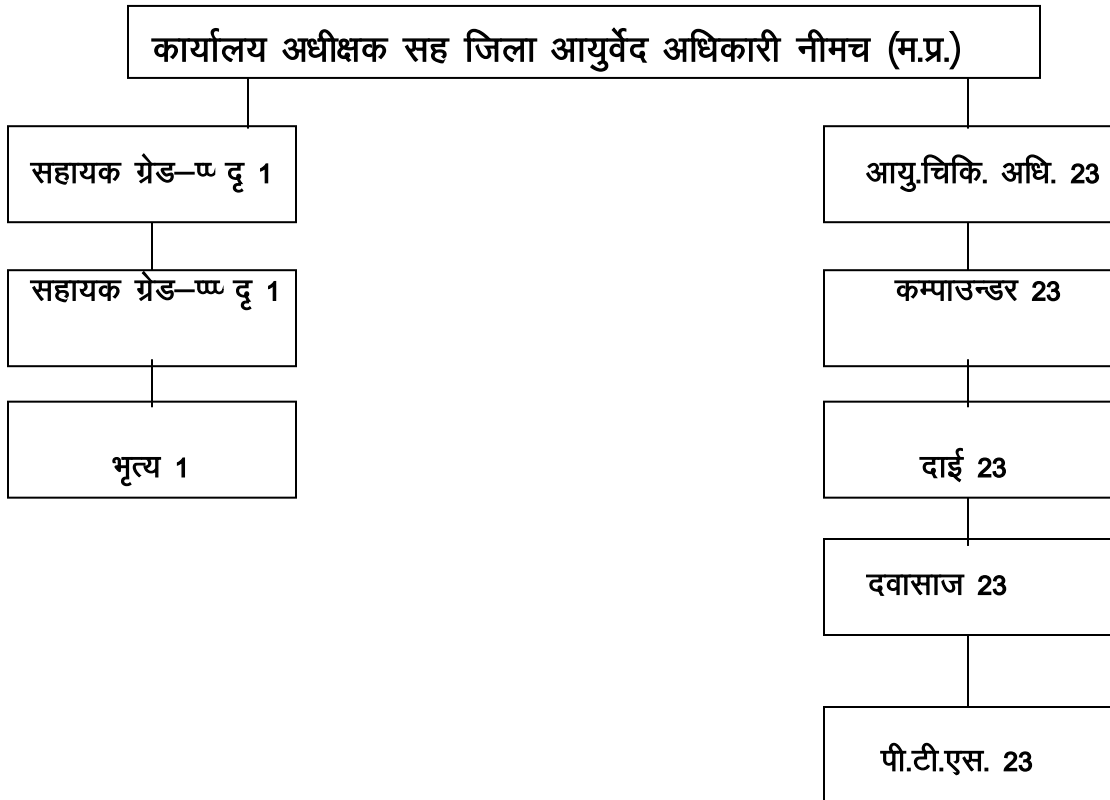 कार्यालय अधीक्षक सह जिला आयुर्वेद अधिकारी नीमच (म.प्र.)
सहायक ग्रेड–प्प् दृ 1
सहायक ग्रेड–प्प्प् दृ 1
भृत्य 1
आयु.चिकि. अधि. 23
कम्पाउन्डर 23
दाई 23
दवासाज 23
पी.टी.एस. 23